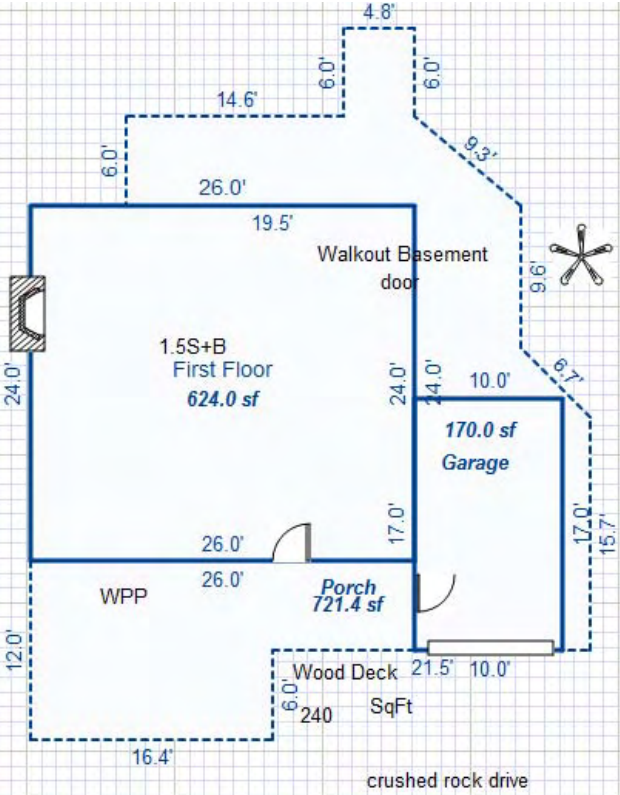 4.8'
6.0'
6.0'
14.6'
9.3'
6.0'
26.0'
19.5'
Walkout Basement
door
9.6'
1.5S+B
First Floor
624.0 sf
24.0'
24.0'
24.0'
10.0'
6.7'
170.0 sf
Garage
17.0'
17.0'
15.7'
26.0'
26.0'
WPP
Porch
721.4 sf
12.0'
Wood Deck
21.5'
10.0'
6.0'
240
SqFt
16.4'
crushed rock drive